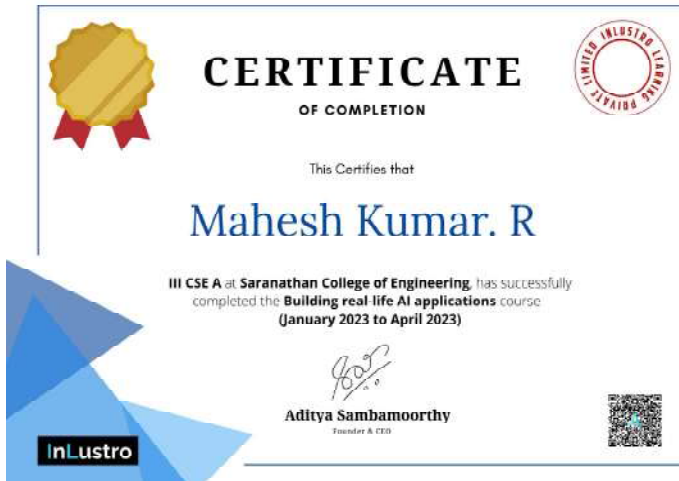 CERTIFICATE
OF COMPLETION
INLUSTRO LEARNING PRIVATE LIMITED
This Certifies that
Mahesh Kumar. R
III CSE A at Saranathan College of Engineering, has successfully
completed the Building real-life AI applications course
(January 2023 to April 2023)
Aditya Sambamoorthy
Founder & CEO
InLustro